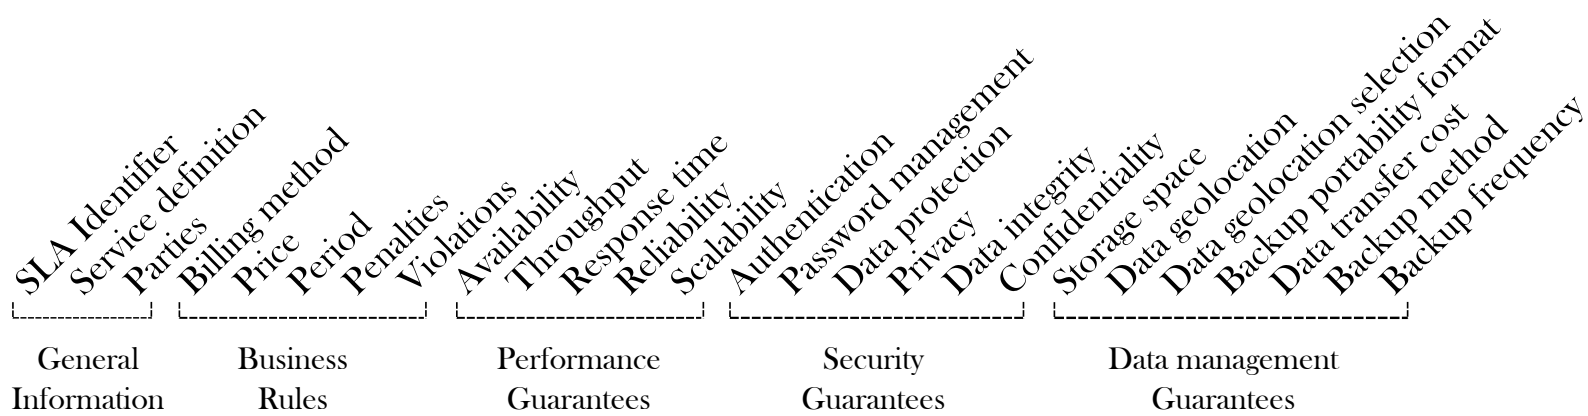 SLA Identifier
Service definition
Parties
Billing method
Price
Period
Penalties
Violations
Availability
Throughput
Response time
Reliability
Scalability
Authentication
Password management
Data protection
Privacy
Data integrity
Confidentiality
Storage space
Data geolocation
Data geolocation selection
Backup portability format
Data transfer cost
Backup method
Backup frequency
General
Information
Business
Rules
Performance
Guarantees
Security
Guarantees
Data management
Guarantees